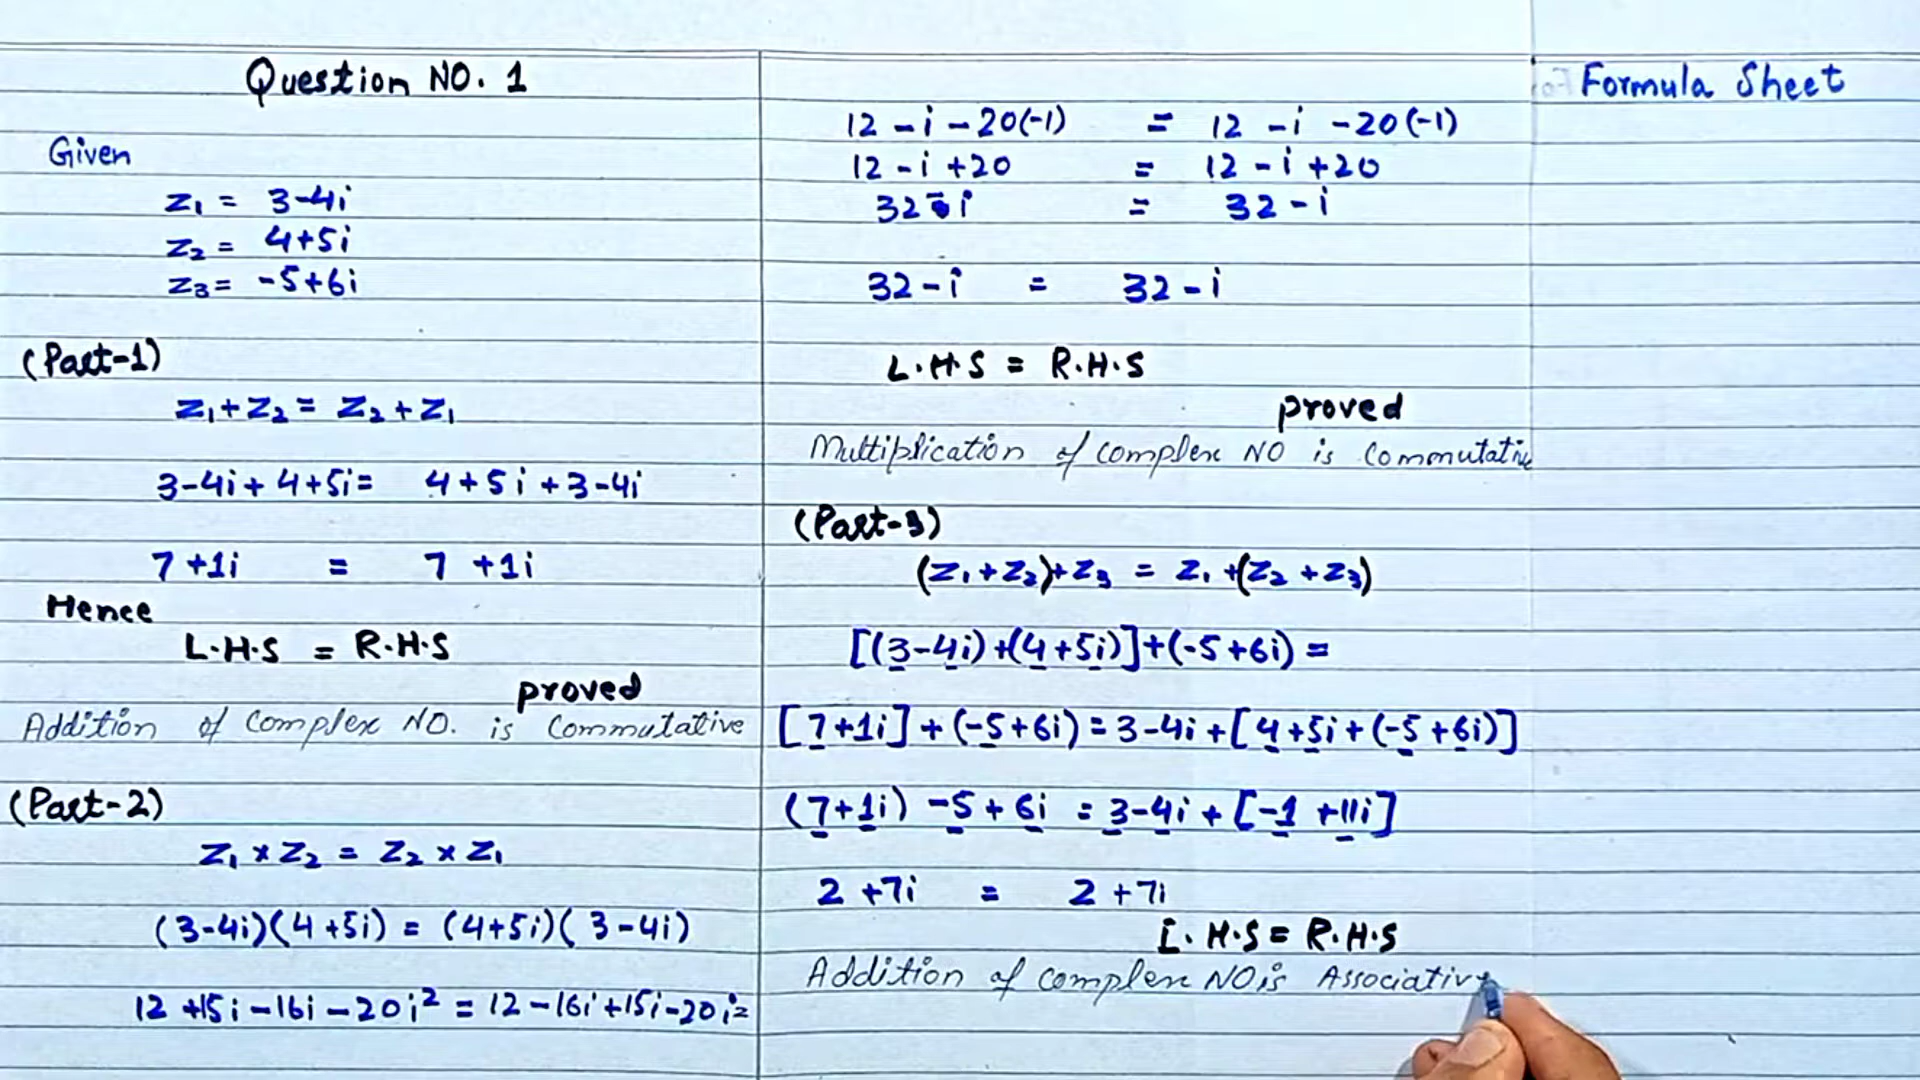 Question NO. 1
Given
z₁ = 3-4i
z₂ = 4+5i
z₃ = -5+6i
(Part-1)
z₁+z₂ = z₂+z₁
3-4i+4+5i = 4+5i+3-4i
7+1i = 7+1i
Hence
L.H.S = R.H.S
proved
Addition of Complex NO. is Commutative
(Part-2)
z₁ × z₂ = z₂ × z₁
(3-4i)(4+5i) = (4+5i)(3-4i)
12+15i-16i-20i² = 12-16i+15i-20i²
12-i-20(-1) = 12-i-20(-1)
12-i+20 = 12-i+20
32-i = 32-i
32-i = 32-i
L.H.S = R.H.S
proved
Multiplication of Complex NO is Commutative
(Part-3)
(z₁+z₂)+z₃ = z₁+(z₂+z₃)
[(3-4i)+(4+5i)]+(-5+6i) =
[7+1i]+(-5+6i) = 3-4i+[4+5i+(-5+6i)]
(7+1i)-5+6i = 3-4i+[-1+11i]
2+7i = 2+7i
L.H.S = R.H.S
Addition of Complex NO is Associativ
Formula Sheet